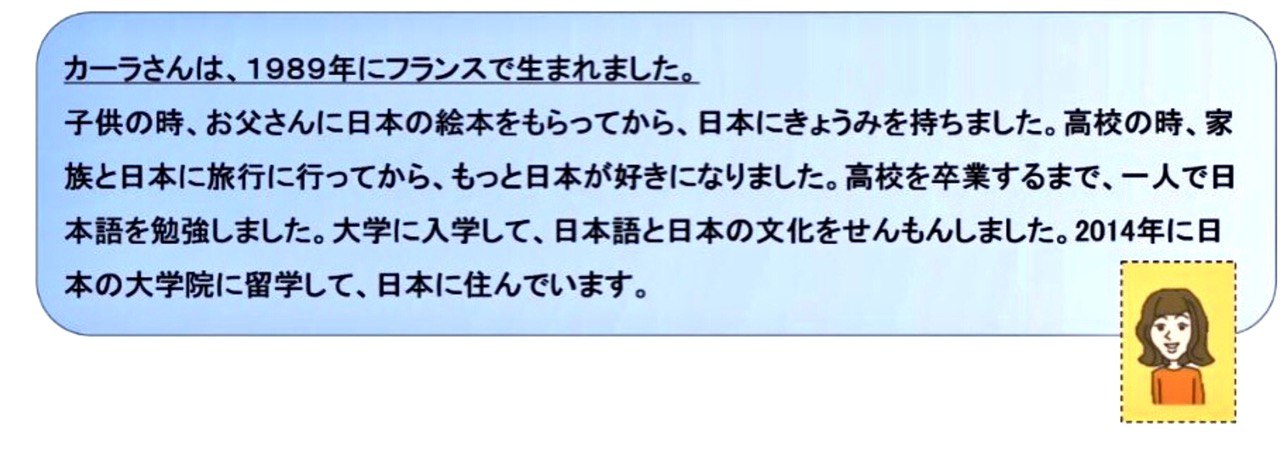 カーラさんは、１９８９年にフランスで生まれました。
子供の時、お父さんに日本の絵本をもらってから、日本にきょうみを持ちました。高校の時、家
族と日本に旅行に行ってから、もっと日本が好きになりました。高校を卒業するまで、一人で日
本語を勉強しました。大学に入学して、日本語と日本の文化をせんもんしました。2014年に日
本の大学院に留学して、日本に住んでいます。